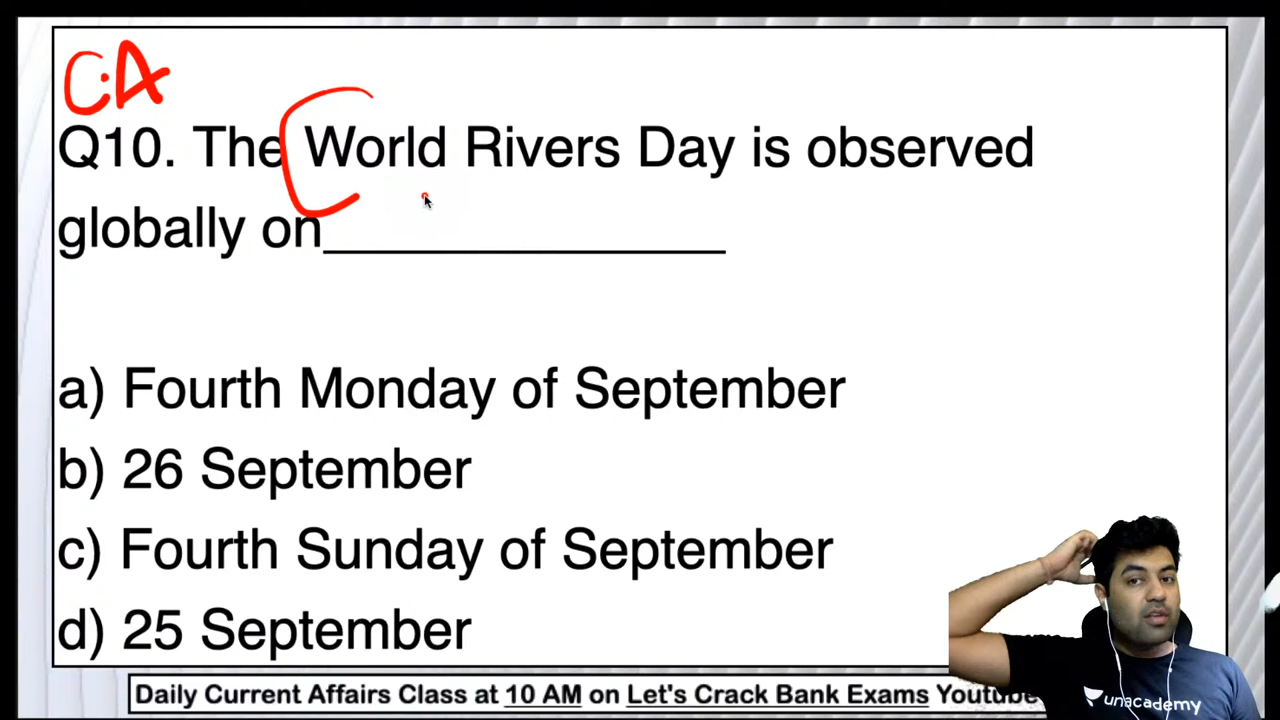 C.A
Q10. The World Rivers Day is observed
globally on_______________
a) Fourth Monday of September
b) 26 September
c) Fourth Sunday of September
d) 25 September
unacademy
Daily Current Affairs Class at 10 AM on Let's Crack Bank Exams Youtube